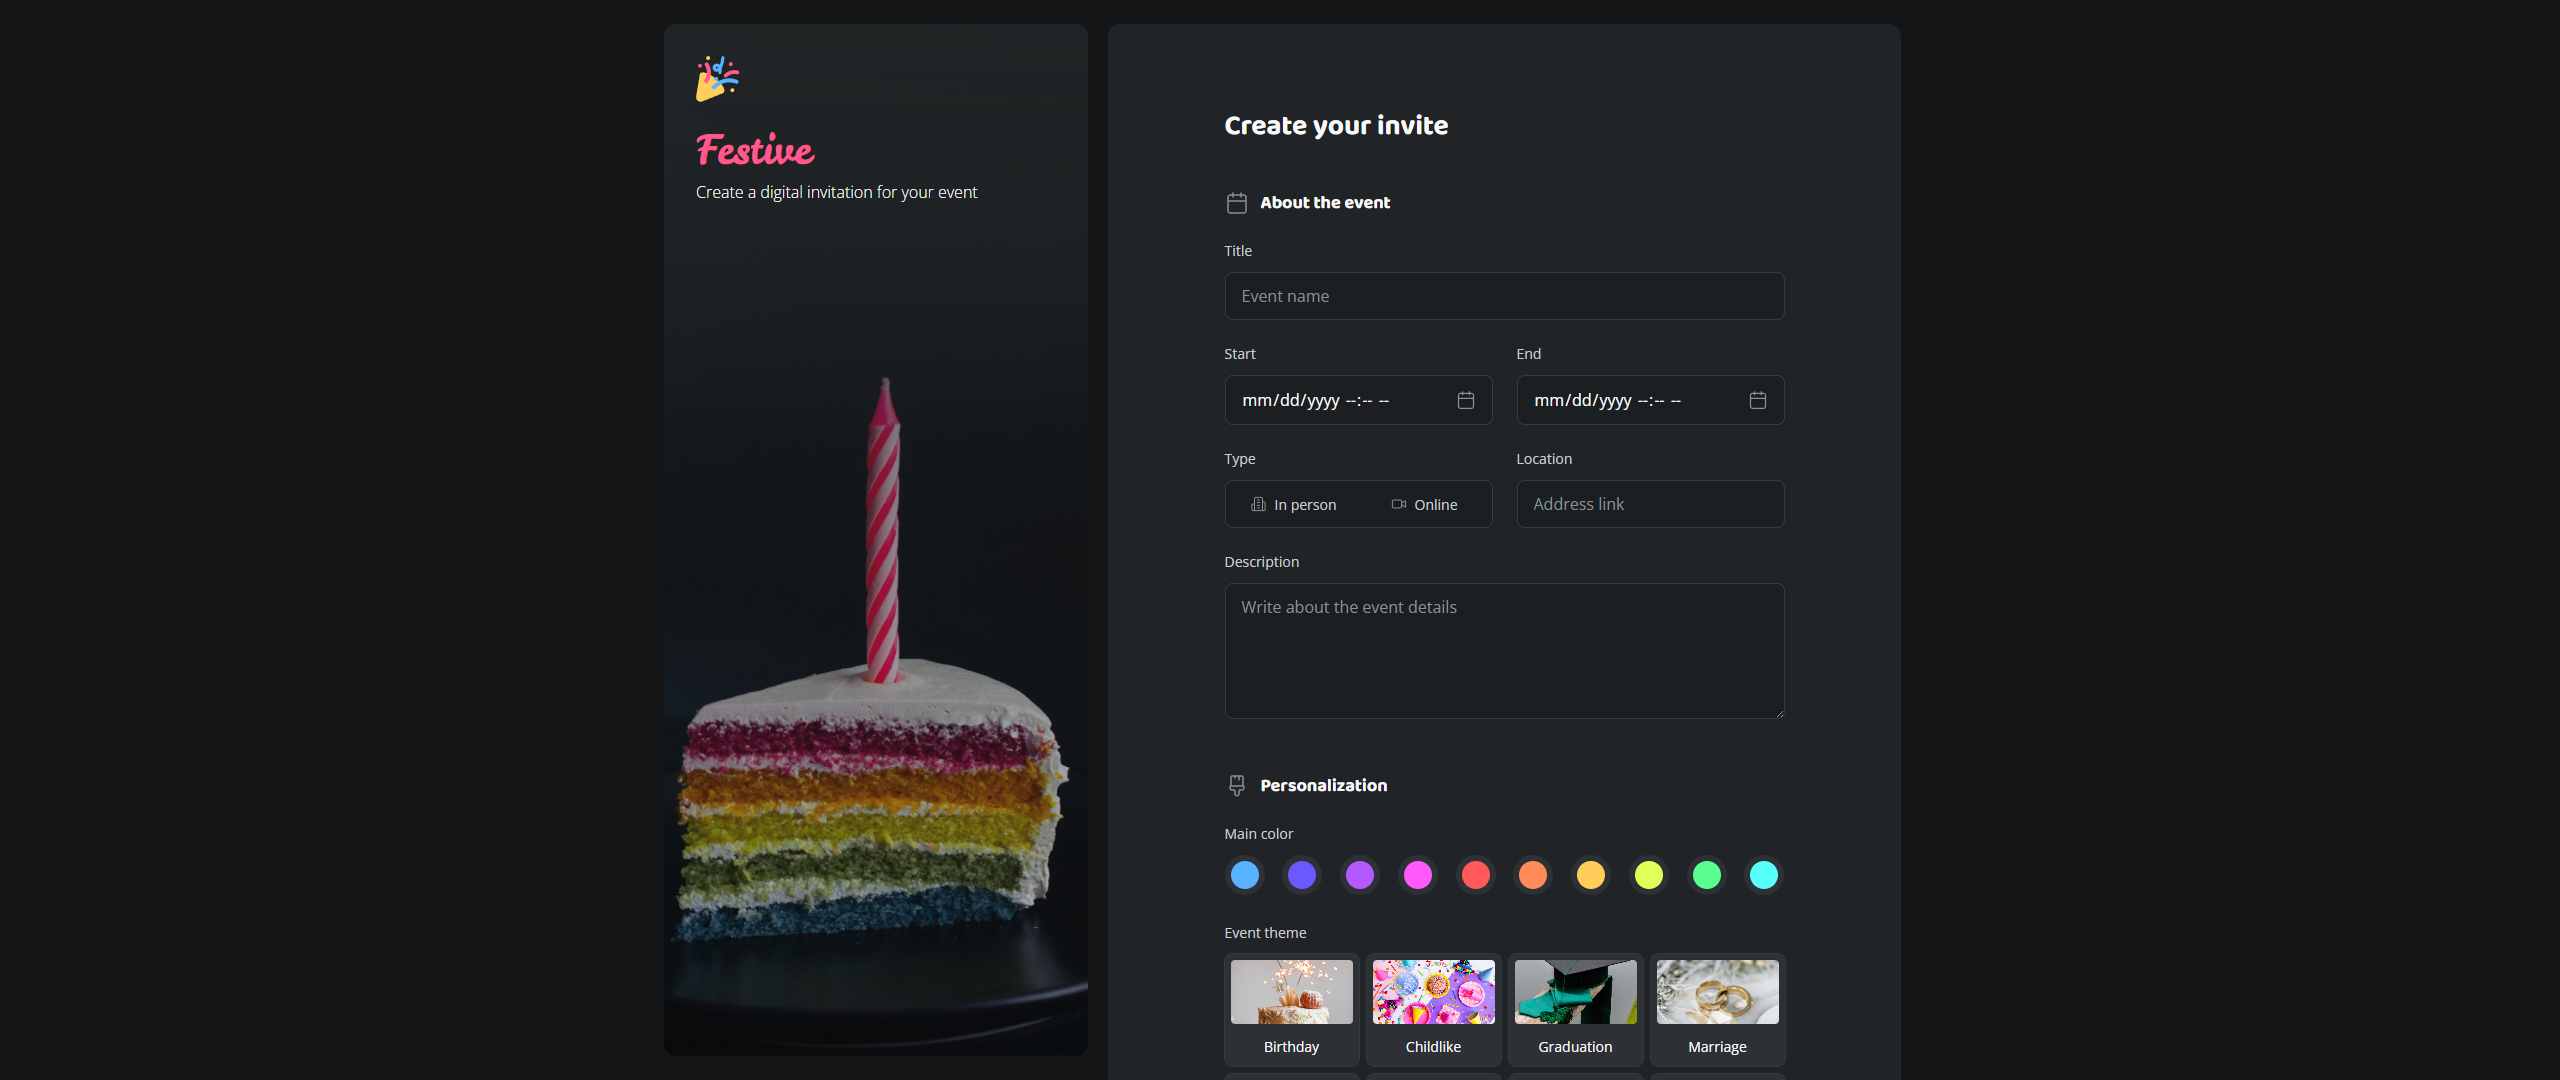 Festive
Create a digital invitation for your event
Create your invite
About the event
Title
Event name
Start
End
mm/dd/yyyy --:-- --
mm/dd/yyyy --:-- --
Type
Location
In person
Online
Address link
Description
Write about the event details
Personalization
Main color
Event theme
Birthday
Childlike
Graduation
Marriage